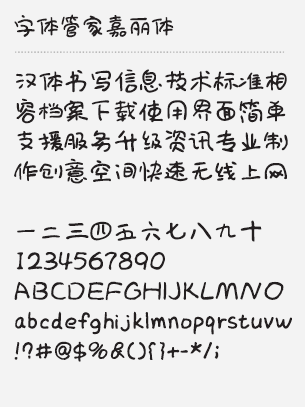 字体管家嘉丽体
汉体书写信息技术标准相
容档案下载使用界面简单
支援服务升级资讯专业制
作创意空间快速无线上网
一二三四五六七八九十
1234567890
ABCDEFGHIJKLMNO
abcdefghijklmnopqrstuvw
!?#@$%&(){}+-*/;